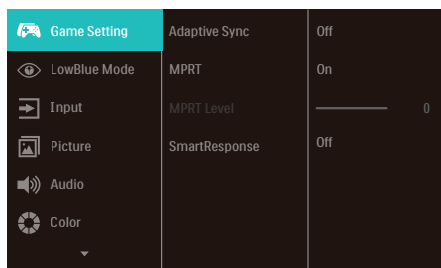 Game Setting Adaptive Sync Off
LowBlue Mode MPRT On
Input MPRT Level 0
Picture SmartResponse Off
Audio
Color